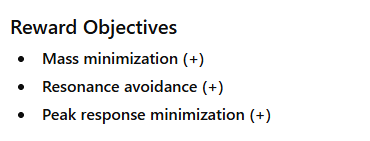 Reward Objectives
• Mass minimization (+)
• Resonance avoidance (+)
• Peak response minimization (+)